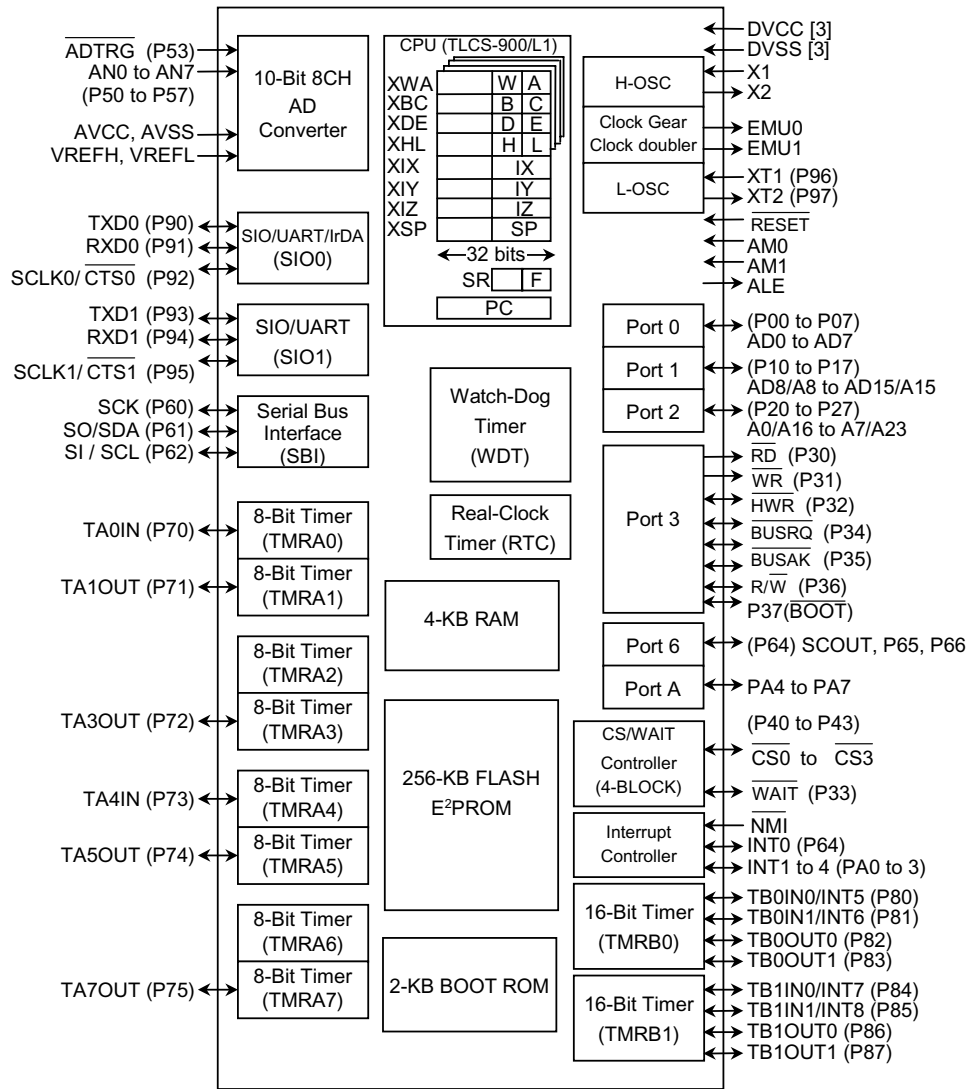 ADTRG (P53)
AN0 to AN7
(P50 to P57)
AVCC, AVSS
VREFH, VREFL
10-Bit 8CH
AD
Converter
TXD0 (P90)
RXD0 (P91)
SCLK0/ CTS0 (P92)
SIO/UART/IrDA
(SIO0)
TXD1 (P93)
RXD1 (P94)
SCLK1/ CTS1 (P95)
SIO/UART
(SIO1)
SCK (P60)
SO/SDA (P61)
SI / SCL (P62)
Serial Bus
Interface
(SBI)
TA0IN (P70)
8-Bit Timer
(TMRA0)
TA1OUT (P71)
8-Bit Timer
(TMRA1)
8-Bit Timer
(TMRA2)
TA3OUT (P72)
8-Bit Timer
(TMRA3)
TA4IN (P73)
8-Bit Timer
(TMRA4)
TA5OUT (P74)
8-Bit Timer
(TMRA5)
8-Bit Timer
(TMRA6)
TA7OUT (P75)
8-Bit Timer
(TMRA7)
CPU (TLCS-900/L1)
XWA W A
XBC B C
XDE D E
XHL H L
XIX IX
XIY IY
XIZ IZ
XSP SP
32 bits
SR F
PC
Watch-Dog
Timer
(WDT)
Real-Clock
Timer (RTC)
4-KB RAM
256-KB FLASH
E²PROM
2-KB BOOT ROM
DVCC [3]
DVSS [3]
H-OSC
X1
X2
Clock Gear
Clock doubler
EMU0
EMU1
L-OSC
XT1 (P96)
XT2 (P97)
RESET
AM0
AM1
ALE
Port 0
(P00 to P07)
AD0 to AD7
Port 1
(P10 to P17)
AD8/A8 to AD15/A15
Port 2
(P20 to P27)
A0/A16 to A7/A23
Port 3
RD (P30)
WR (P31)
HWR (P32)
BUSRQ (P34)
BUSAK (P35)
R/W (P36)
P37(BOOT)
Port 6
(P64) SCOUT, P65, P66
Port A
PA4 to PA7
CS/WAIT
Controller
(4-BLOCK)
(P40 to P43)
CS0 to CS3
WAIT (P33)
Interrupt
Controller
NMI
INT0 (P64)
INT1 to 4 (PA0 to 3)
16-Bit Timer
(TMRB0)
TB0IN0/INT5 (P80)
TB0IN1/INT6 (P81)
TB0OUT0 (P82)
TB0OUT1 (P83)
16-Bit Timer
(TMRB1)
TB1IN0/INT7 (P84)
TB1IN1/INT8 (P85)
TB1OUT0 (P86)
TB1OUT1 (P87)